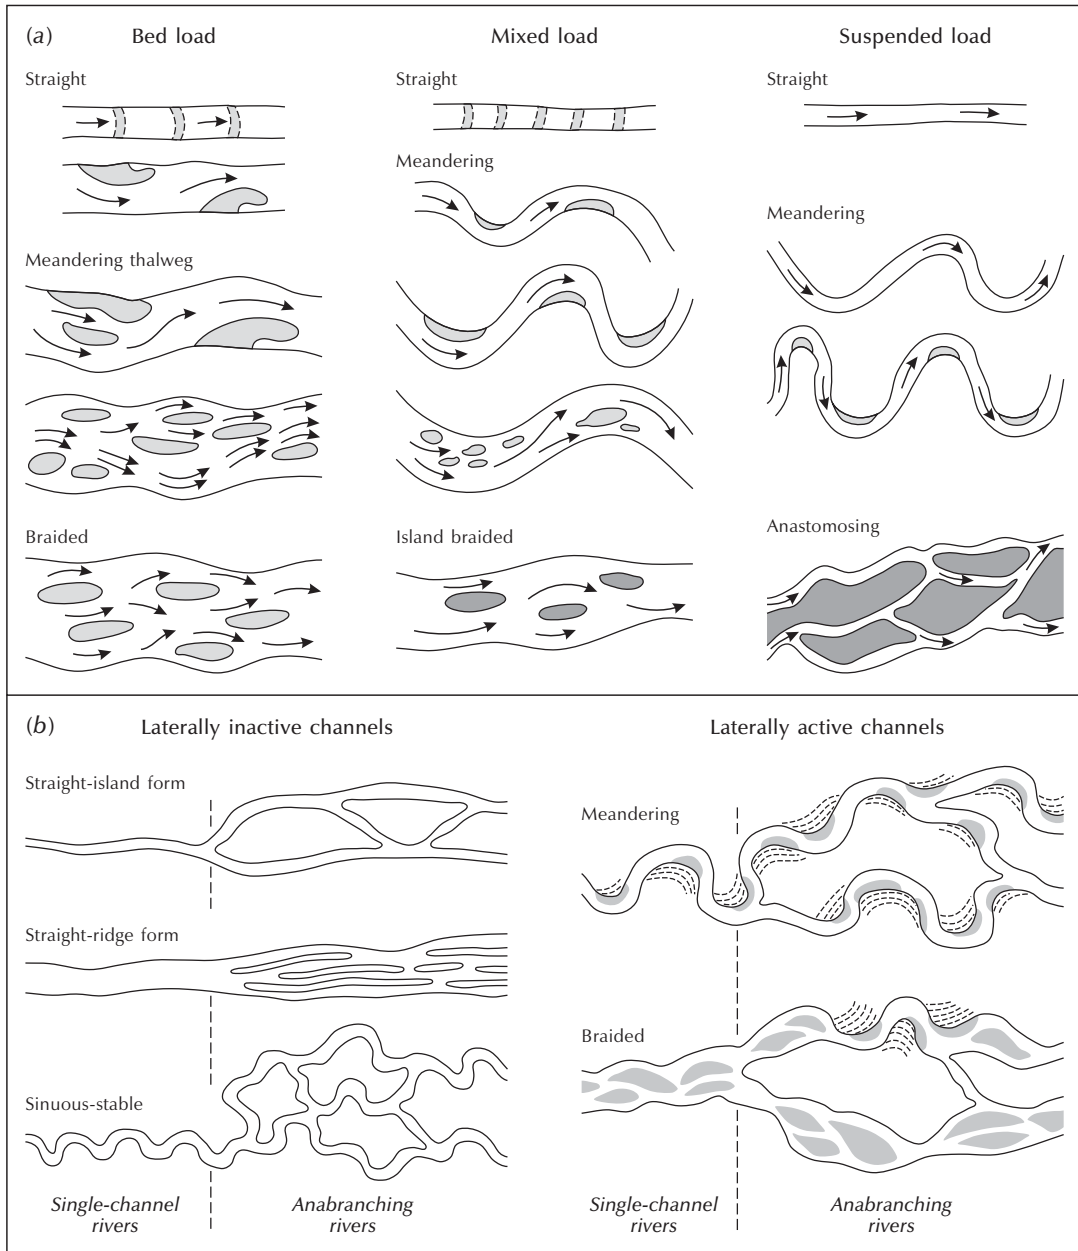 (a)
Bed load
Mixed load
Suspended load
Straight
Straight
Straight
Meandering
Meandering
Meandering thalweg
Braided
Island braided
Anastomosing
(b)
Laterally inactive channels
Laterally active channels
Straight-island form
Meandering
Straight-ridge form
Braided
Sinuous-stable
Single-channel
rivers
Anabranching
rivers
Single-channel
rivers
Anabranching
rivers